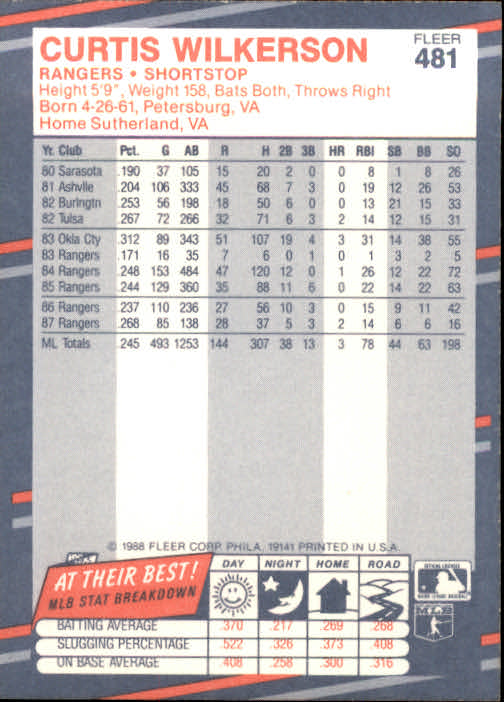 CURTIS WILKERSON
FLEER
481
RANGERS • SHORTSTOP
Height 5'9", Weight 158, Bats Both, Throws Right
Born 4-26-61, Petersburg, VA
Home Sutherland, VA
Yr. Club Pct. G AB R H 2B 3B HR RBI SB BB SO
80 Sarasota .190 37 105 15 20 2 0 0 8 1 8 26
81 Ashvlle .204 106 333 45 68 7 3 0 19 12 26 53
82 Burlngtn .253 56 198 18 50 6 0 0 13 21 15 33
82 Tulsa .267 72 266 32 71 6 3 2 14 12 15 31
83 Okla Cty .312 89 343 51 107 19 4 3 31 14 38 55
83 Rangers .171 16 35 7 6 0 1 0 1 3 2 5
84 Rangers .248 153 484 47 120 12 0 1 26 12 22 72
85 Rangers .244 129 360 35 88 11 6 0 22 14 22 63
86 Rangers .237 110 236 27 56 10 3 0 15 9 11 42
87 Rangers .268 85 138 28 37 5 3 2 14 6 6 16
ML Totals .245 493 1253 144 307 38 13 3 78 44 63 198
© 1988 FLEER CORP. PHILA. 19141 PRINTED IN U.S.A.
AT THEIR BEST!
MLB STAT BREAKDOWN
DAY NIGHT HOME ROAD
BATTING AVERAGE .370 .217 .269 .268
SLUGGING PERCENTAGE .522 .326 .373 .408
ON BASE AVERAGE .408 .258 .300 .316
MLB